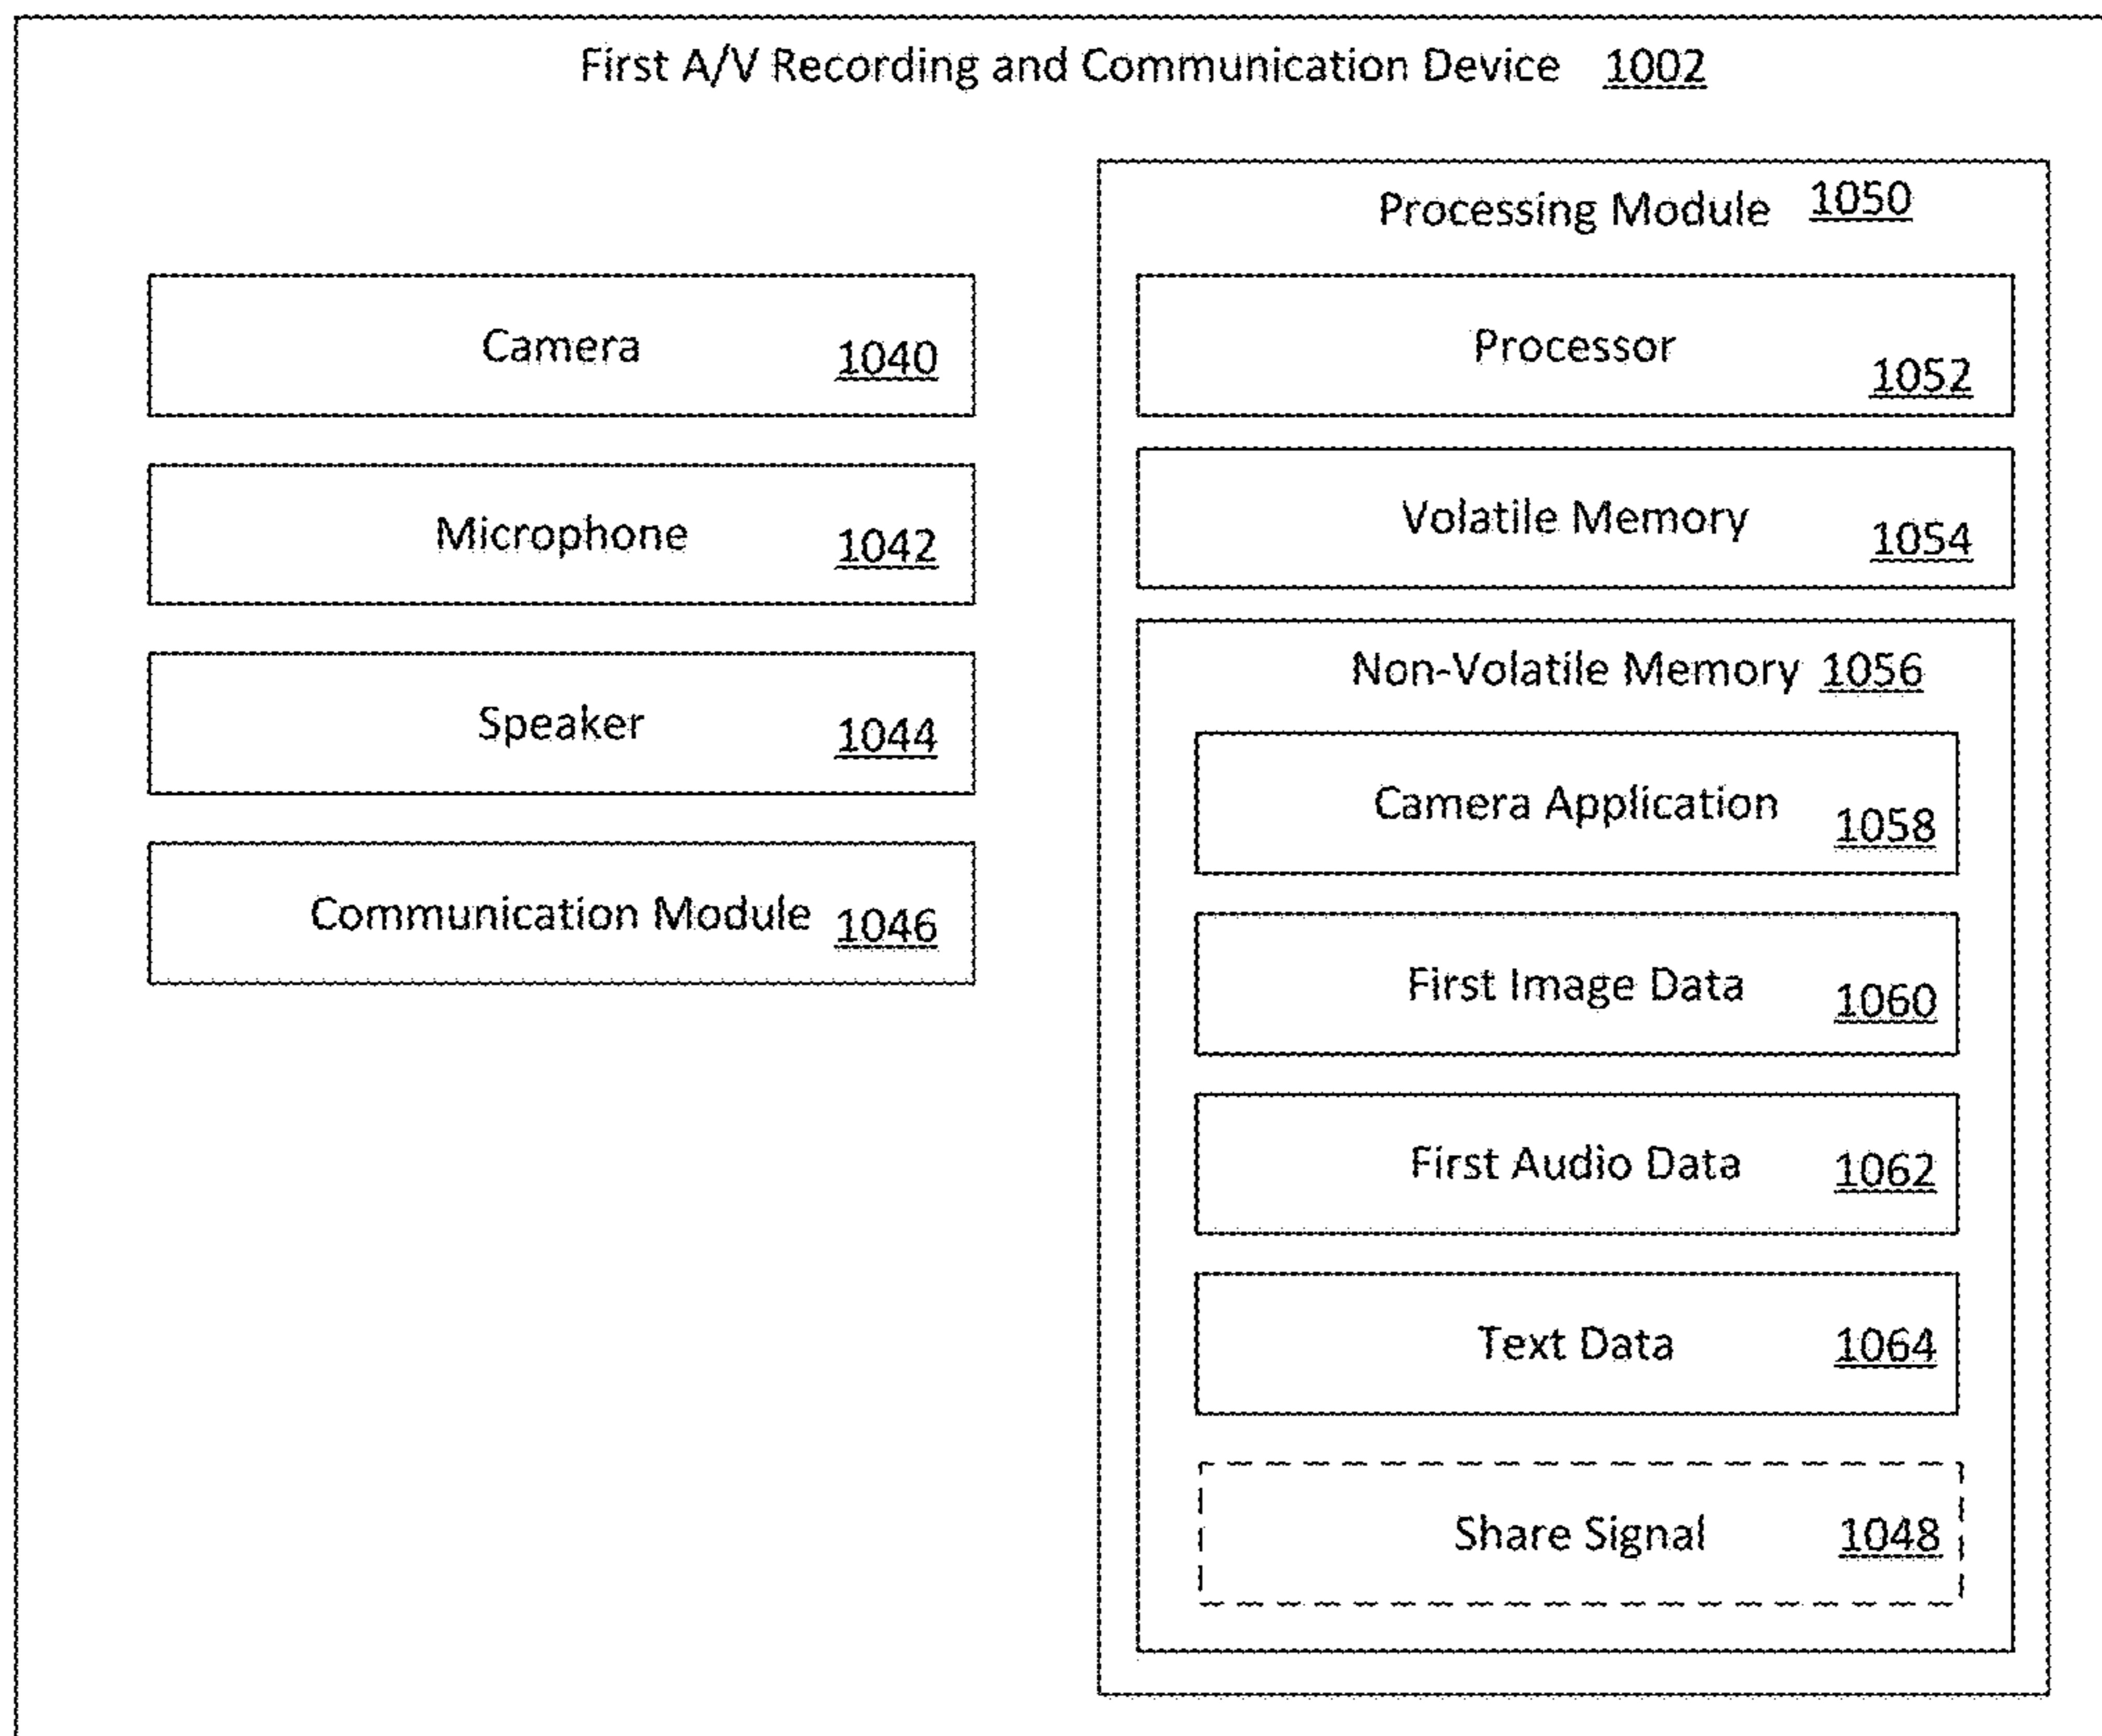 First A/V Recording and Communication Device 1002
Camera 1040
Microphone 1042
Speaker 1044
Communication Module 1046
Processing Module 1050
Processor 1052
Volatile Memory 1054
Non-Volatile Memory 1056
Camera Application 1058
First Image Data 1060
First Audio Data 1062
Text Data 1064
Share Signal 1048